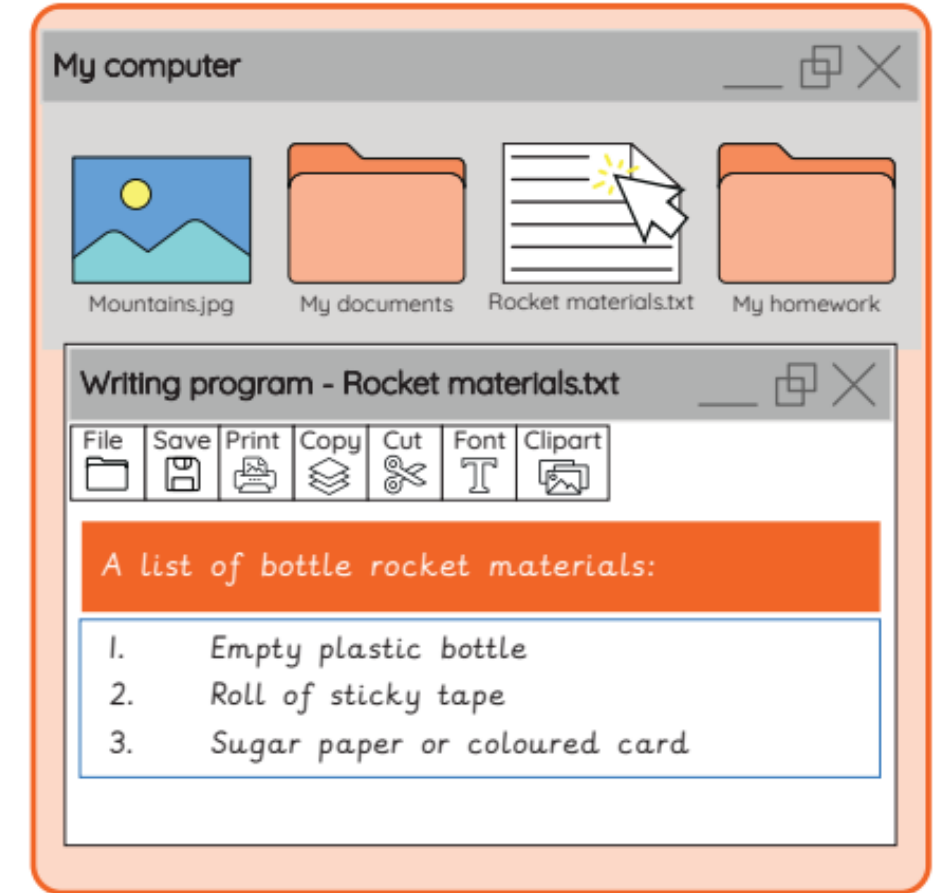 My computer
Mountains.jpg My documents Rocket materials.txt My homework
Writing program - Rocket materials.txt
File Save Print Copy Cut Font Clipart
A list of bottle rocket materials:
1. Empty plastic bottle
2. Roll of sticky tape
3. Sugar paper or coloured card